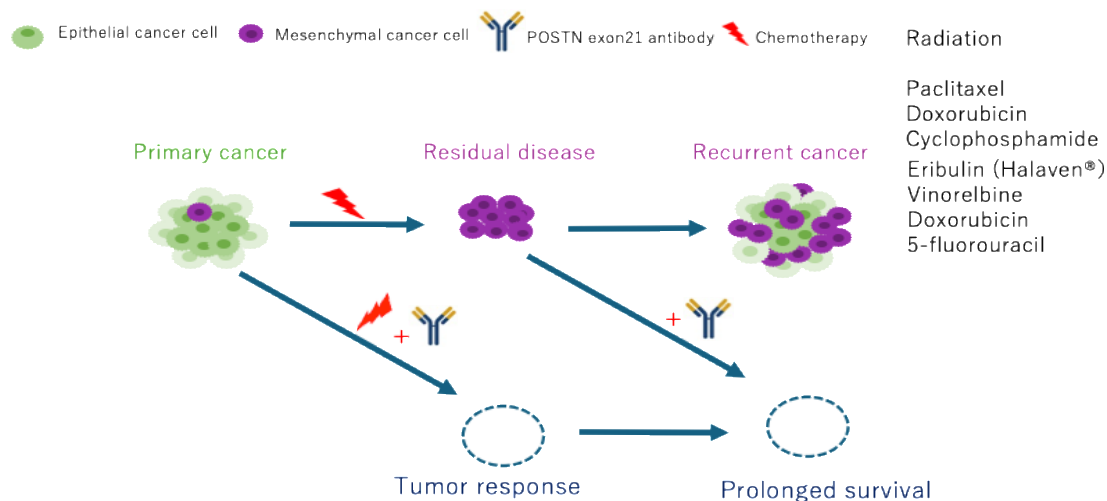 Epithelial cancer cell
Mesenchymal cancer cell
POSTN exon21 antibody
Chemotherapy
Radiation
Paclitaxel
Doxorubicin
Cyclophosphamide
Eribulin (Halaven®)
Vinorelbine
Doxorubicin
5-fluorouracil
Primary cancer
Residual disease
Recurrent cancer
+
+
Tumor response
Prolonged survival